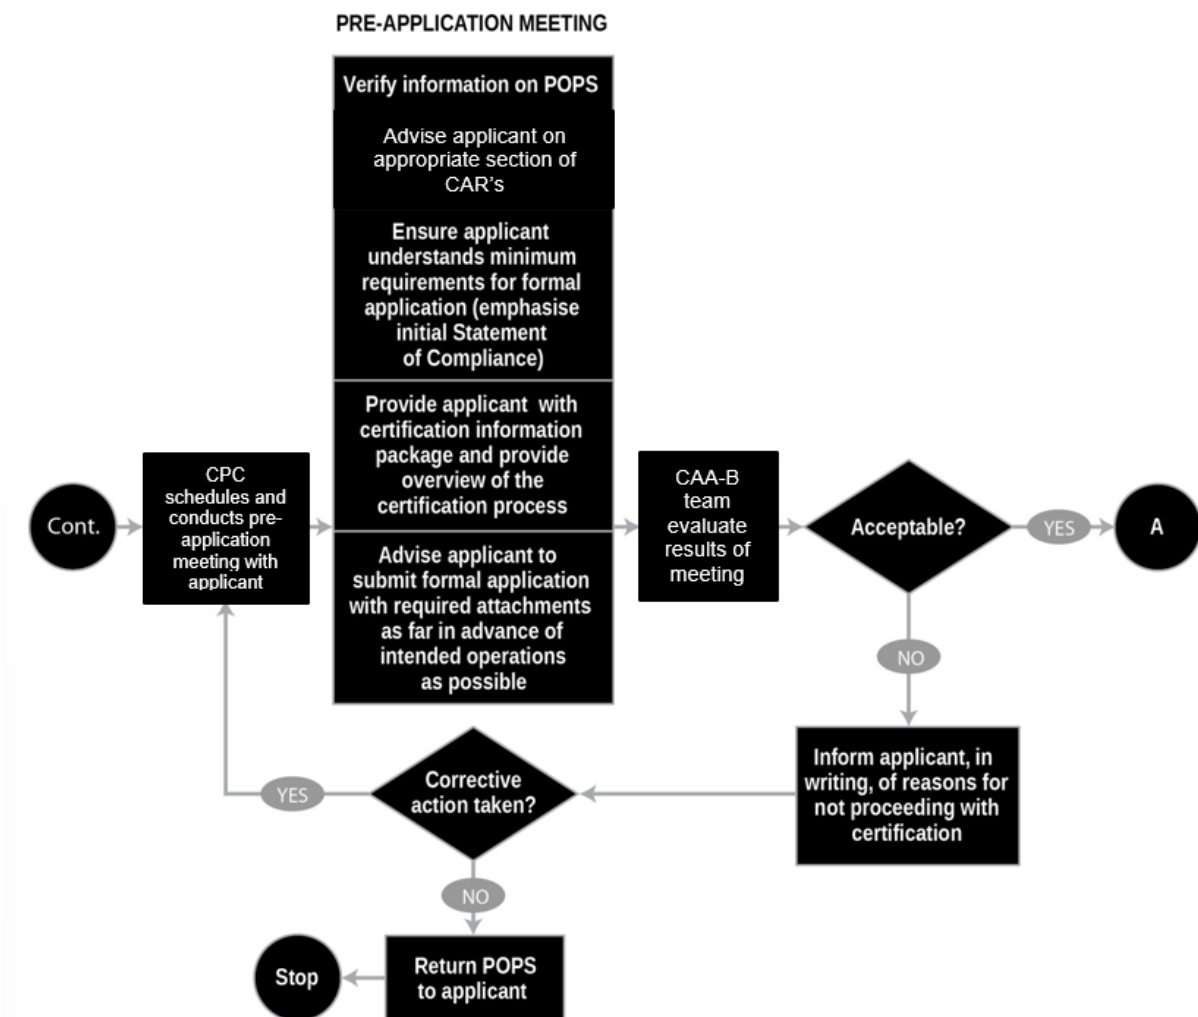 PRE-APPLICATION MEETING
Verify information on POPS
Advise applicant on
appropriate section of
CAR's
Ensure applicant
understands minimum
requirements for formal
application (emphasise
initial Statement
of Compliance)
Provide applicant with
certification information
package and provide
overview of the
certification process
Advise applicant to
submit formal application
with required attachments
as far in advance of
intended operations
as possible
Cont.
CPC
schedules and
conducts pre-
application
meeting with
applicant
CAA-B
team
evaluate
results of
meeting
Acceptable?
YES
A
NO
Inform applicant, in
writing, of reasons for
not proceeding with
certification
Corrective
action taken?
YES
NO
Return POPS
to applicant
Stop